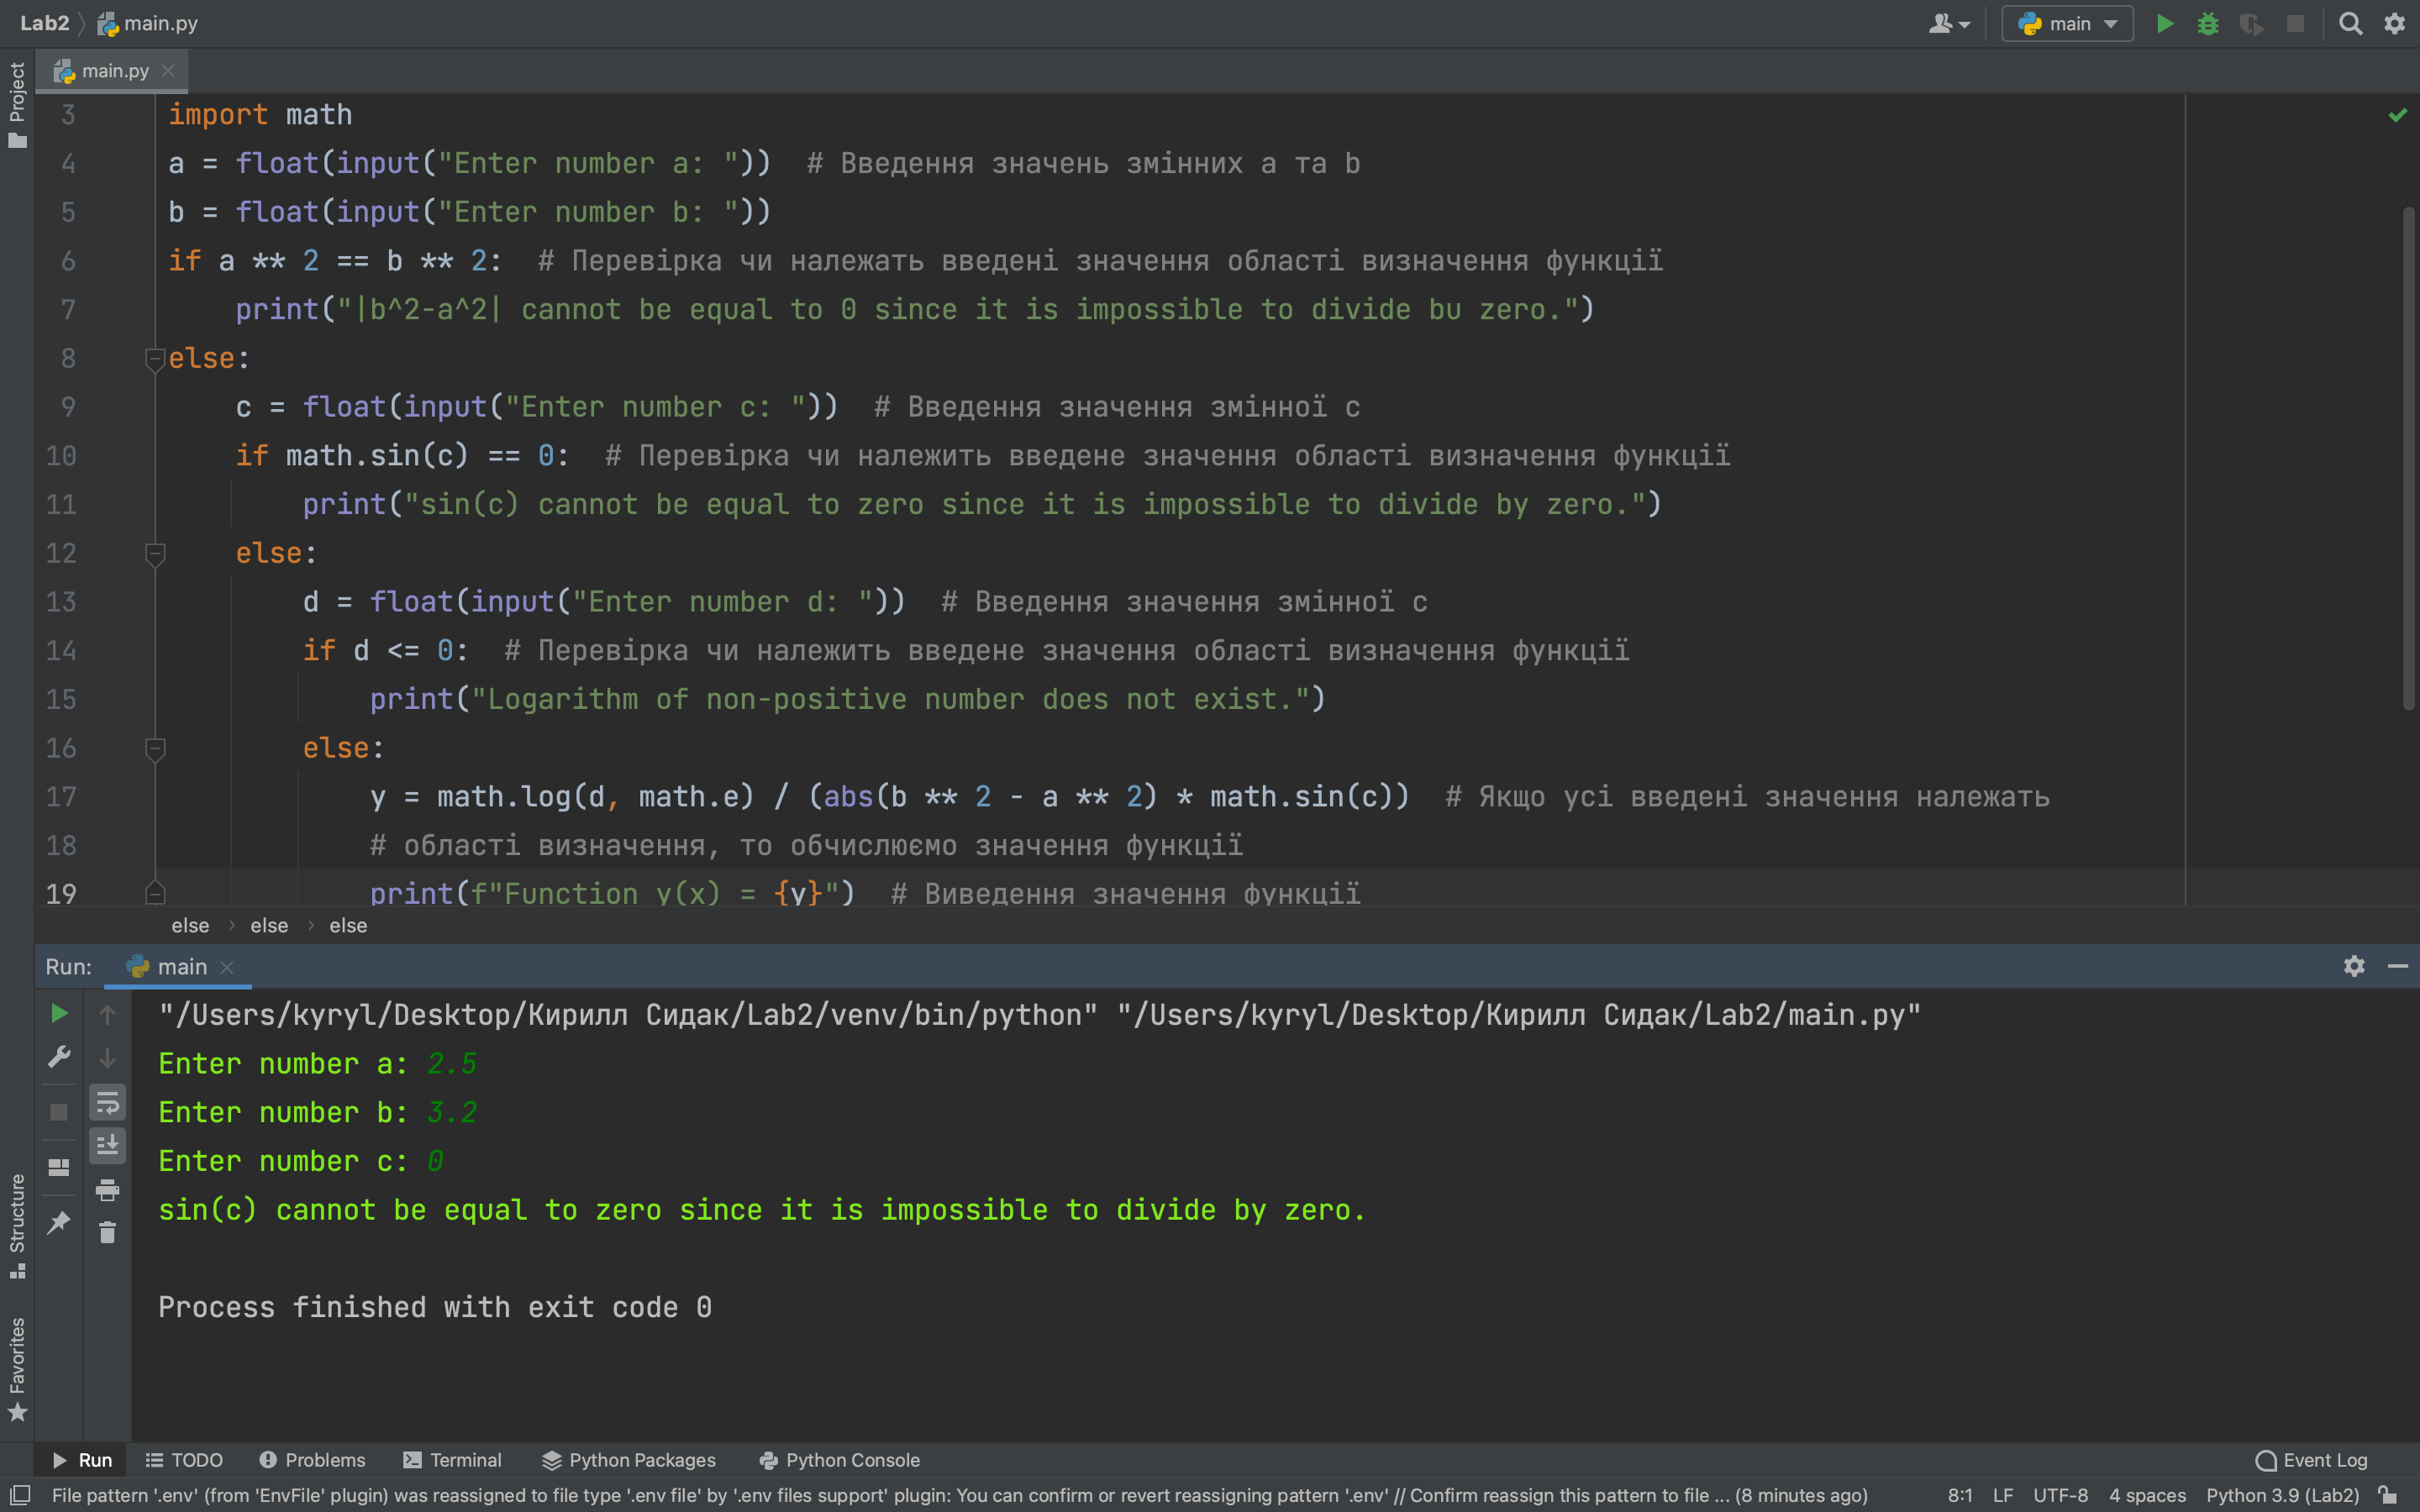 Lab2 main.py
main
main.py
Project
3 import math
4 a = float(input("Enter number a: ")) # Введення значень змінних a та b
5 b = float(input("Enter number b: "))
6 if a ** 2 == b ** 2: # Перевірка чи належать введені значення області визначення функції
7 print("|b^2-a^2| cannot be equal to 0 since it is impossible to divide bu zero.")
8 else:
9 c = float(input("Enter number c: ")) # Введення значення змінної c
10 if math.sin(c) == 0: # Перевірка чи належить введене значення області визначення функції
11 print("sin(c) cannot be equal to zero since it is impossible to divide by zero.")
12 else:
13 d = float(input("Enter number d: ")) # Введення значення змінної c
14 if d <= 0: # Перевірка чи належить введене значення області визначення функції
15 print("Logarithm of non-positive number does not exist.")
16 else:
17 y = math.log(d, math.e) / (abs(b ** 2 - a ** 2) * math.sin(c)) # Якщо усі введені значення належать
18 # області визначення, то обчислюємо значення функції
19 print(f"Function y(x) = {y}") # Виведення значення функції
else › else › else
Run: main
"/Users/kyryl/Desktop/Кирилл Сидак/Lab2/venv/bin/python" "/Users/kyryl/Desktop/Кирилл Сидак/Lab2/main.py"
Enter number a: 2.5
Enter number b: 3.2
Enter number c: 0
sin(c) cannot be equal to zero since it is impossible to divide by zero.
Process finished with exit code 0
Structure
Favorites
Run TODO Problems Terminal Python Packages Python Console Event Log
File pattern '.env' (from 'EnvFile' plugin) was reassigned to file type '.env file' by '.env files support' plugin: You can confirm or revert reassigning pattern '.env' // Confirm reassign this pattern to file ... (8 minutes ago) 8:1 LF UTF-8 4 spaces Python 3.9 (Lab2)